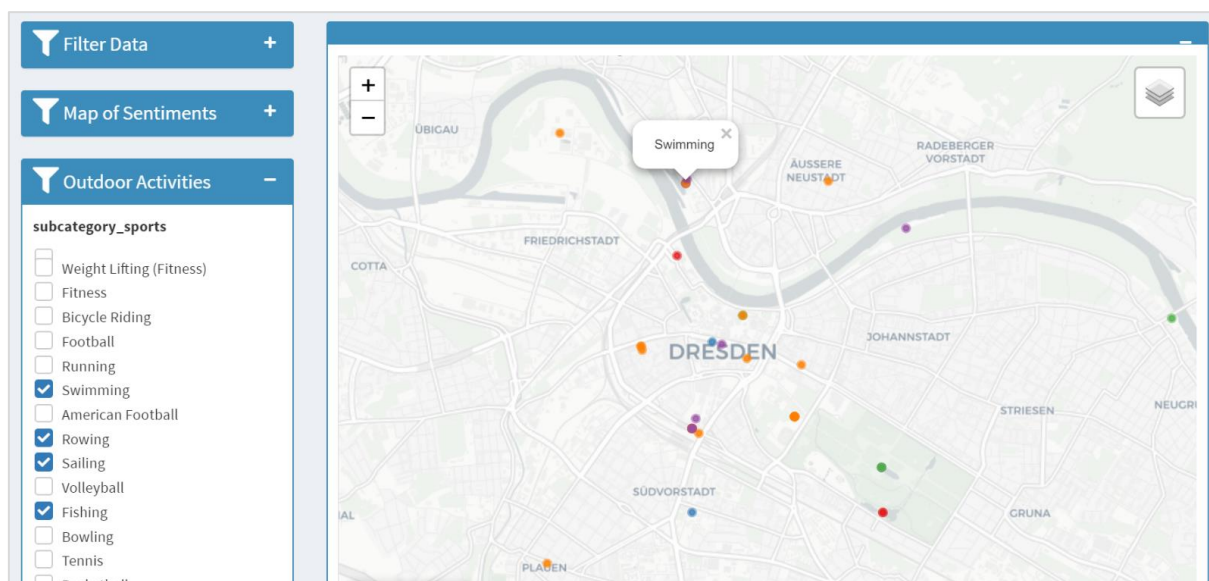 Filter Data +
Map of Sentiments +
Outdoor Activities −
subcategory_sports
Weight Lifting (Fitness)
Fitness
Bicycle Riding
Football
Running
Swimming
American Football
Rowing
Sailing
Volleyball
Fishing
Bowling
Tennis
−
+
−
ÜBIGAU
Swimming ×
RADEBERGER
VORSTADT
ÄUSSERE
NEUSTADT
FRIEDRICHSTADT
COTTA
JOHANNSTADT
DRESDEN
STRIESEN
NEUGRU
SÜDVORSTADT
GRUNA
PLAUEN